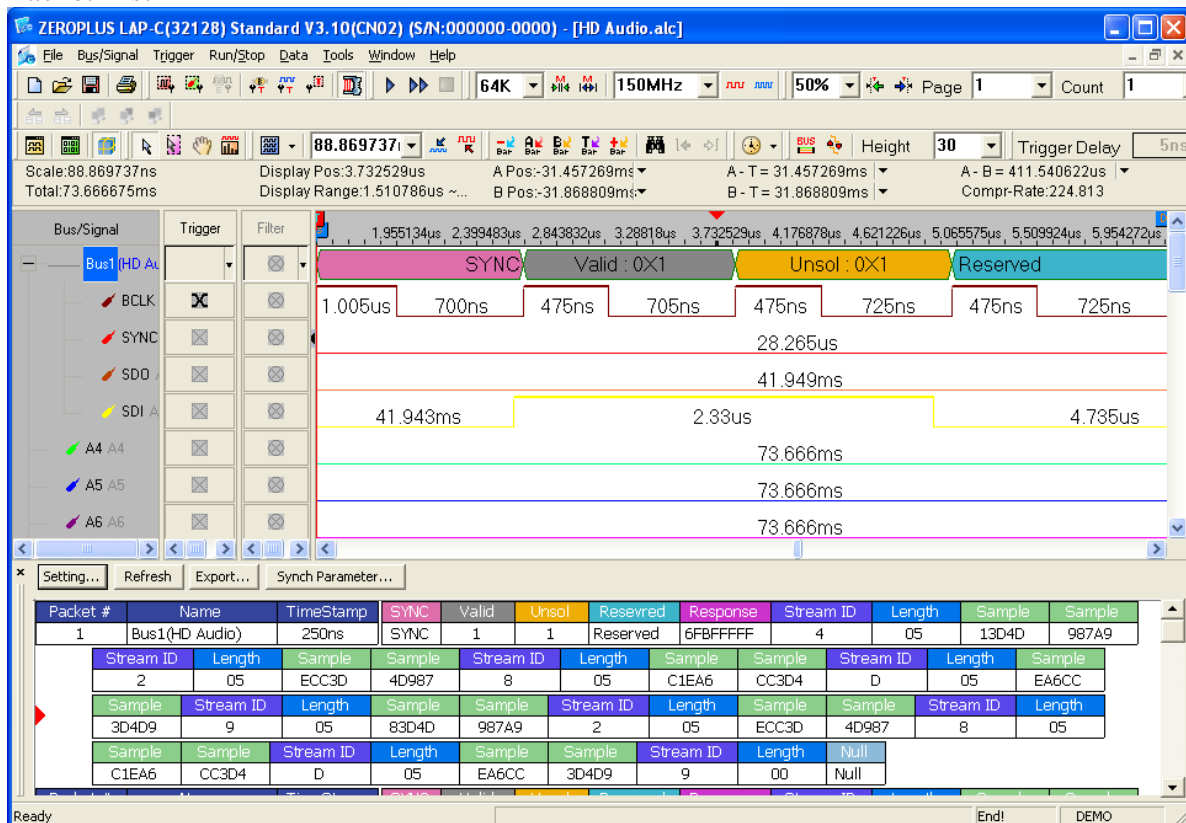 ZEROPLUS LAP-C(32128) Standard V3.10(CN02) (S/N:000000-0000) - [HD Audio.alc]
File Bus/Signal Trigger Run/Stop Data Tools Window Help
64K 150MHz 50% Page 1 Count 1
88.869737 Bar Bar Bar Bar Bar BUS Height 30 Trigger Delay 5ns
Scale:88.869737ns Display Pos:3.732529us A Pos:-31.457269ms A - T = 31.457269ms A - B = 411.540622us
Total:73.666675ms Display Range:1.510786us ~... B Pos:-31.868809ms B - T = 31.868809ms Compr-Rate:224.813
Bus/Signal Trigger Filter 1.955134us 2.399483us 2.843832us 3.28818us 3.732529us 4.176878us 4.621226us 5.065575us 5.509924us 5.954272us
Bus1 (HD Au SYNC Valid : 0X1 Unsol : 0X1 Reserved
BCLK 1.005us 700ns 475ns 705ns 475ns 725ns 475ns 725ns
SYNC 28.265us
SDO 41.949ms
SDI A 41.943ms 2.33us 4.735us
A4 A4 73.666ms
A5 A5 73.666ms
A6 A6 73.666ms
Setting... Refresh Export... Synch Parameter...
Packet # Name TimeStamp SYNC Valid Unsol Resevred Response Stream ID Length Sample Sample
1 Bus1(HD Audio) 250ns SYNC 1 1 Reserved 6FBFFFFF 4 05 13D4D 987A9
Stream ID Length Sample Sample Stream ID Length Sample Sample Stream ID Length Sample
2 05 ECC3D 4D987 8 05 C1EA6 CC3D4 D 05 EA6CC
Sample Stream ID Length Sample Sample Stream ID Length Sample Sample Stream ID Length
3D4D9 9 05 83D4D 987A9 2 05 ECC3D 4D987 8 05
Sample Sample Stream ID Length Sample Sample Stream ID Length Null
C1EA6 CC3D4 D 05 EA6CC 3D4D9 9 00 Null
Ready End! DEMO